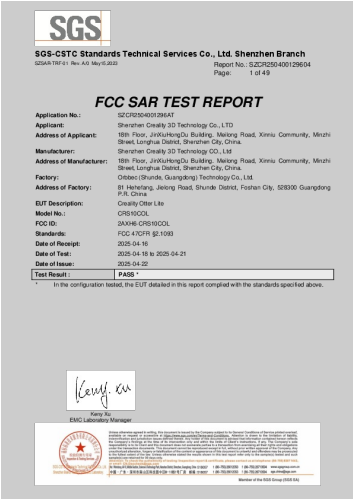 SGS
SGS-CSTC Standards Technical Services Co., Ltd. Shenzhen Branch
SZSAR-TRF-01 Rev. A/0 May15,2023
Report No.: SZCR250400129604
Page: 1 of 49
FCC SAR TEST REPORT
Application No.: SZCR2504001296AT
Applicant: Shenzhen Creality 3D Technology Co., LTD
Address of Applicant: 18th Floor, JinXiuHongDu Building, Meilong Road, Xinniu Community, Minzhi
Street, Longhua District, Shenzhen City, China.
Manufacturer: Shenzhen Creality 3D Technology CO., Ltd
Address of Manufacturer: 18th Floor, JinXiuHongDu Building, Meilong Road, Xinniu Community, Minzhi
Street, Longhua District, Shenzhen City, China.
Factory: Orbbec (Shunde, Guangdong) Technology Co., Ltd.
Address of Factory: 81 Hehefang, Jielong Road, Shunde District, Foshan City, 528300 Guangdong
P.R. China
EUT Description: Creality Otter Lite
Model No.: CRS10COL
FCC ID: 2AXH6-CRS10COL
Standards: FCC 47CFR §2.1093
Date of Receipt: 2025-04-16
Date of Test: 2025-04-18 to 2025-04-21
Date of Issue: 2025-04-22
Test Result : PASS *
* In the configuration tested, the EUT detailed in this report complied with the standards specified above.
Keny Xu
Keny Xu
EMC Laboratory Manager
Member of the SGS Group (SGS SA)